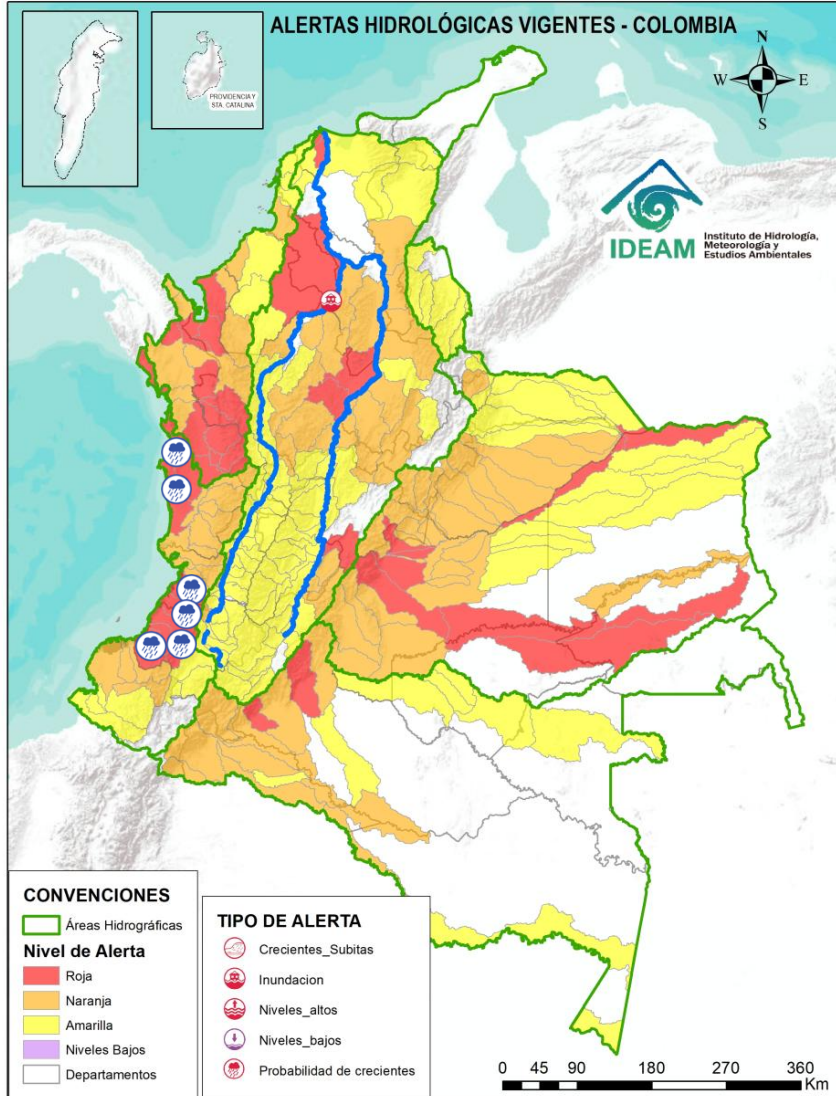 ALERTAS HIDROLÓGICAS VIGENTES - COLOMBIA
PROVIDENCIA Y
STA. CATALINA
N
W
E
S
IDEAM
Instituto de Hidrología,
Meteorología y
Estudios Ambientales
CONVENCIONES
Áreas Hidrográficas
Nivel de Alerta
Roja
Naranja
Amarilla
Niveles Bajos
Departamentos
TIPO DE ALERTA
Crecientes_Subitas
Inundacion
Niveles_altos
Niveles_bajos
Probabilidad de crecientes
0 45 90 180 270 360
Km